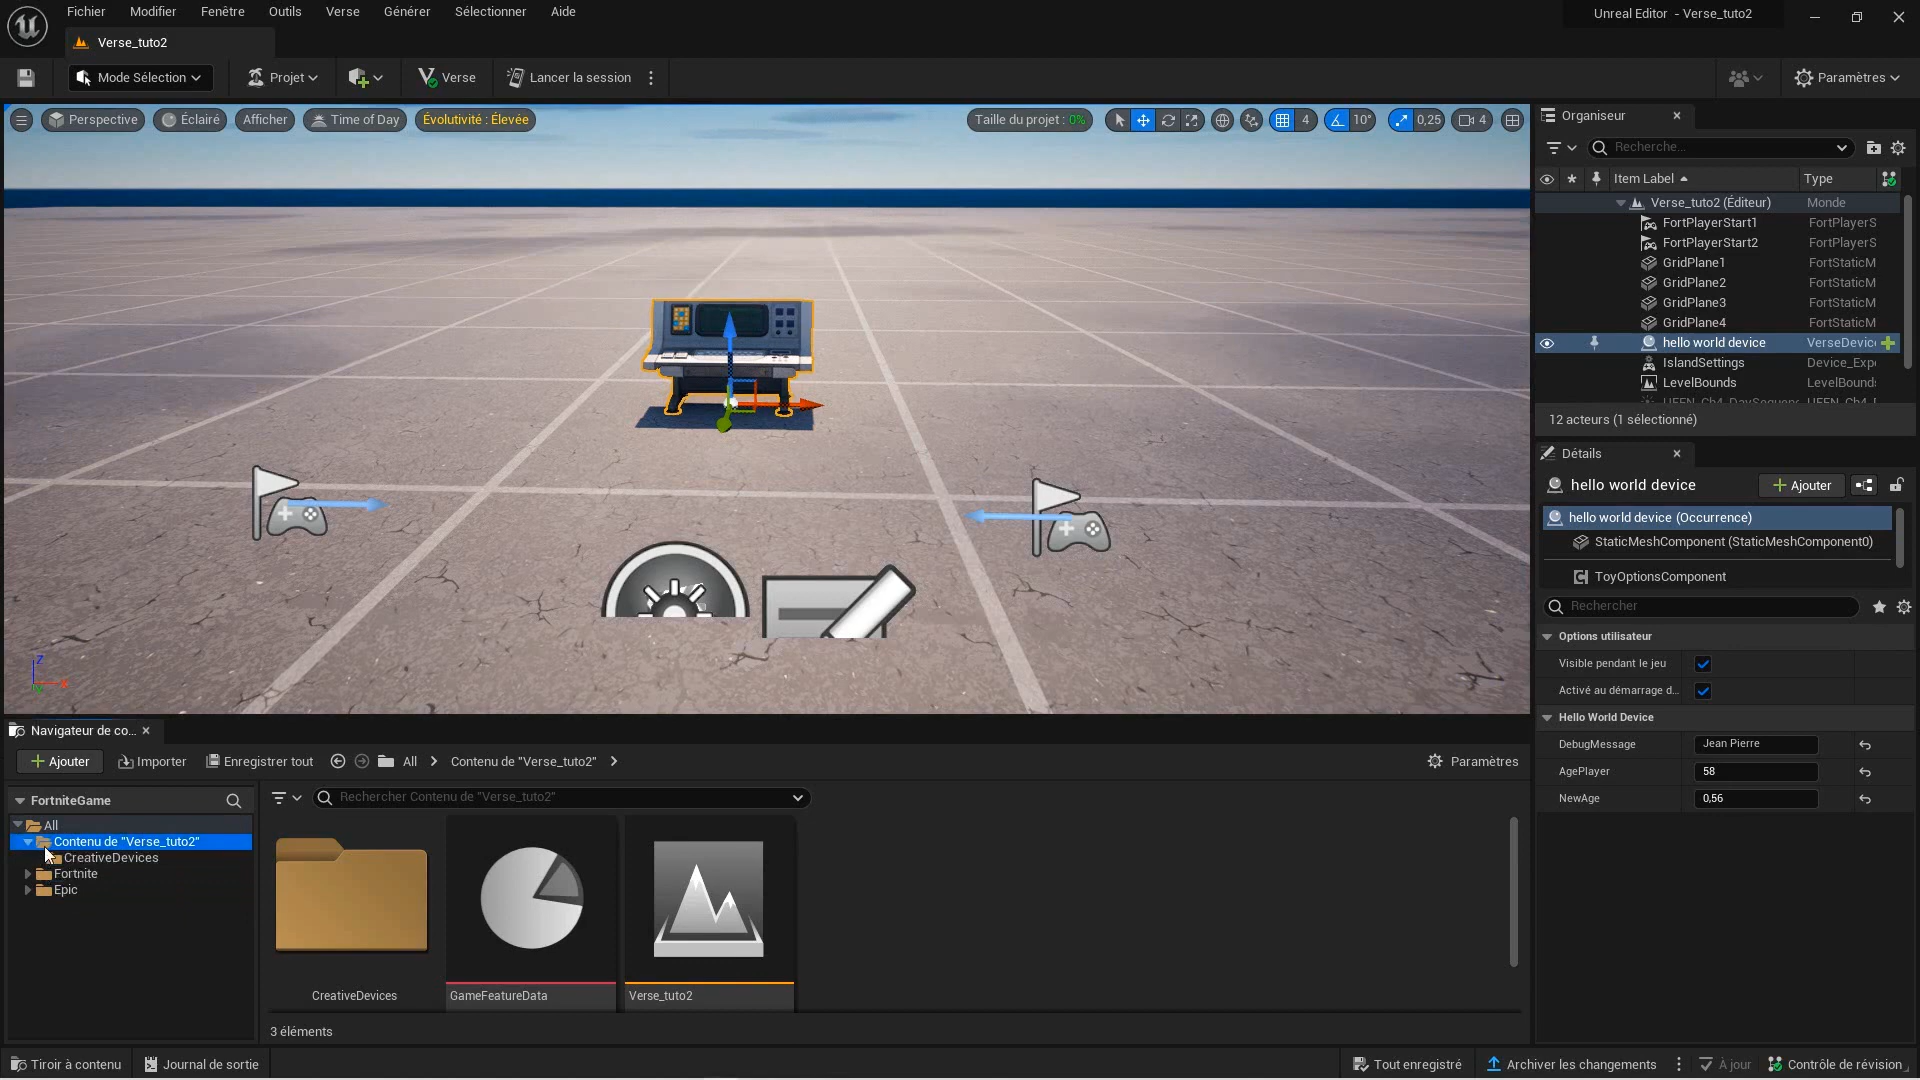 Fichier Modifier Fenêtre Outils Verse Générer Sélectionner Aide
Unreal Editor - Verse_tuto2
Verse_tuto2
Mode Sélection Projet Verse Lancer la session Paramètres
Perspective Éclairé Afficher Time of Day Évolutivité : Élevée Taille du projet : 0% 4 10° 0,25 4
Organiseur
Recherche...
Item Label Type
Verse_tuto2 (Éditeur) Monde
FortPlayerStart1 FortPlayerS
FortPlayerStart2 FortPlayerS
GridPlane1 FortStaticM
GridPlane2 FortStaticM
GridPlane3 FortStaticM
GridPlane4 FortStaticM
hello world device VerseDevic
IslandSettings Device_Exp
LevelBounds LevelBound
12 acteurs (1 sélectionné)
Détails
hello world device Ajouter
hello world device (Occurrence)
StaticMeshComponent (StaticMeshComponent0)
ToyOptionsComponent
Rechercher
Options utilisateur
Visible pendant le jeu
Activé au démarrage d...
Hello World Device
DebugMessage Jean Pierre
AgePlayer 58
NewAge 0,56
Z
Navigateur de co...
Ajouter Importer Enregistrer tout All Contenu de "Verse_tuto2" Paramètres
FortniteGame
Rechercher Contenu de "Verse_tuto2"
All
Contenu de "Verse_tuto2"
CreativeDevices
Fortnite
Epic
CreativeDevices GameFeatureData Verse_tuto2
3 éléments
Tiroir à contenu Journal de sortie Tout enregistré Archiver les changements À jour Contrôle de révision